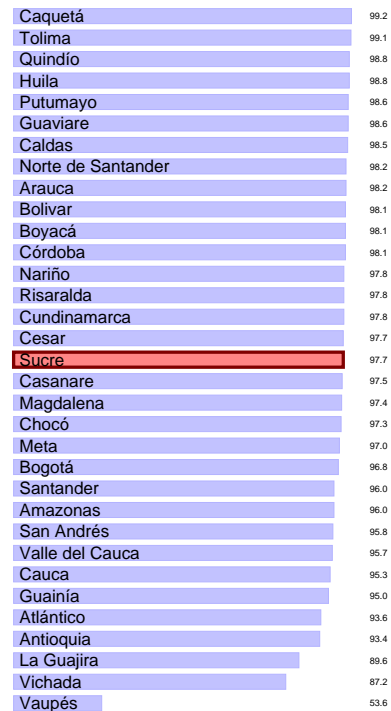 Caquetá 99.2
Tolima 99.1
Quindío 98.8
Huila 98.8
Putumayo 98.6
Guaviare 98.6
Caldas 98.5
Norte de Santander 98.2
Arauca 98.2
Bolivar 98.1
Boyacá 98.1
Córdoba 98.1
Nariño 97.8
Risaralda 97.8
Cundinamarca 97.8
Cesar 97.7
Sucre 97.7
Casanare 97.5
Magdalena 97.4
Chocó 97.3
Meta 97.0
Bogotá 96.8
Santander 96.0
Amazonas 96.0
San Andrés 95.8
Valle del Cauca 95.7
Cauca 95.3
Guainía 95.0
Atlántico 93.6
Antioquia 93.4
La Guajira 89.6
Vichada 87.2
Vaupés 53.6